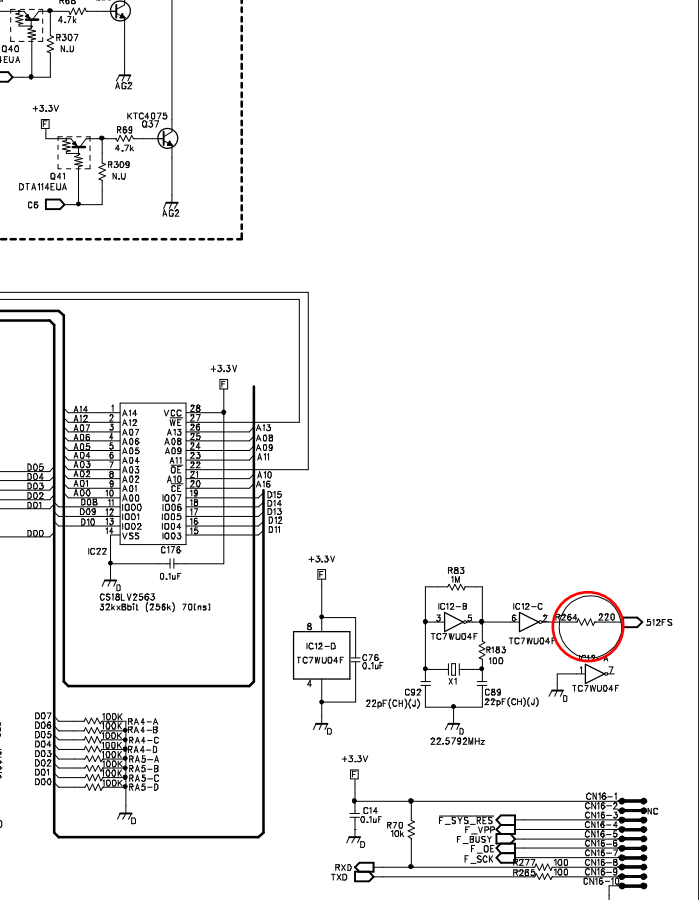 R68
4.7k
R307
N.U
Q40
AG2
+3.3V
F
KTC4075
Q37
R69
4.7k
R309
N.U
Q41
DTA114EUA
C6
AG2
+3.3V
F
A14 1 A14 VCC 28
A12 2 A12 WE 27
A07 3 A07 A13 26 A13
A06 4 A06 A08 25 A08
A05 5 A05 A09 24 A09
A04 6 A04 A11 23 A11
A03 7 A03 OE 22
A02 8 A02 A10 21 A10
A01 9 A01 CE 20 A16
A00 10 A00 IO07 19 D15
D08 11 IO00 IO06 18 D14
D09 12 IO01 IO05 17 D13
D10 13 IO02 IO04 16 D12
14 VSS IO03 15 D11
D05
D04
D03
D02
D01
D00
IC22
C176
0.1uF
D
CS18LV2563
32kx8bit (256k) 70[ns]
+3.3V
F
8
IC12-D
TC7WU04F
4
C76
0.1uF
D
R83
1M
IC12-B
3 5
TC7WU04F
IC12-C
6 2
TC7WU04F
R264 220
512FS
R183
100
X1
C92
22pF(CH)(J)
C89
22pF(CH)(J)
D
22.5792MHz
IC12-A
1 7
TC7WU04F
D
D07 100K RA4-A
D06 100K RA4-B
D05 100K RA4-C
D04 100K RA4-D
D03 100K RA5-A
D02 100K RA5-B
D01 100K RA5-C
D00 100K RA5-D
D
+3.3V
F
C14
0.1uF
D
R70
10k
CN16-1
CN16-2 NC
F_SYS_RES CN16-3
F_VPP CN16-4
F_BUSY CN16-5
F_OE CN16-6
F_SCK CN16-7
RXD R277 100 CN16-8
TXD R265 100 CN16-9
CN16-10